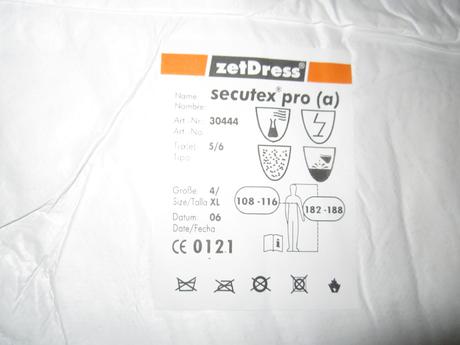 zetDress®
Name: secutex® pro (a)
Nombre:
Art.-Nr.: 30444
Art.-No.
Typ(e): 5/6
Tipo:
Größe: 4/
Size/Talla XL
108 -116
182 -188
Datum: 06
Date/Fecha
CE 0121
i